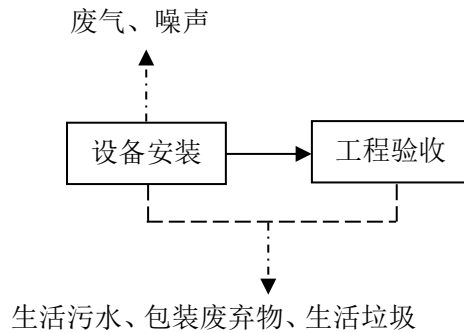 废气、噪声
设备安装
工程验收
生活污水、包装废弃物、生活垃圾